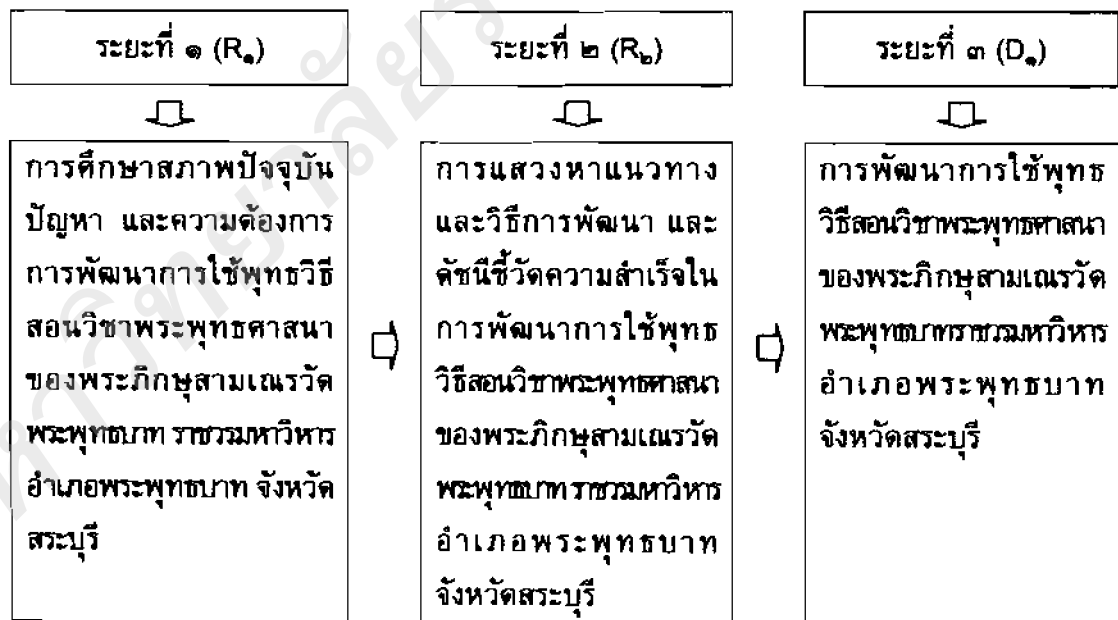 ระยะที่ ๑ (R๑)
การศึกษาสภาพปัจจุบัน
ปัญหา และความต้องการ
การพัฒนาการใช้พุทธวิธี
สอนวิชาพระพุทธศาสนา
ของพระภิกษุสามเณรวัด
พระพุทธบาท ราชวรมหาวิหาร
อำเภอพระพุทธบาท จังหวัด
สระบุรี
ระยะที่ ๒ (R๒)
การแสวงหาแนวทาง
และวิธีการพัฒนา และ
ดัชนีชี้วัดความสำเร็จใน
การพัฒนาการใช้พุทธ
วิธีสอนวิชาพระพุทธศาสนา
ของพระภิกษุสามเณรวัด
พระพุทธบาท ราชวรมหาวิหาร
อำเภอพระพุทธบาท
จังหวัดสระบุรี
ระยะที่ ๓ (D๑)
การพัฒนาการใช้พุทธ
วิธีสอนวิชาพระพุทธศาสนา
ของพระภิกษุสามเณรวัด
พระพุทธบาทราชวรมหาวิหาร
อำเภอพระพุทธบาท
จังหวัดสระบุรี